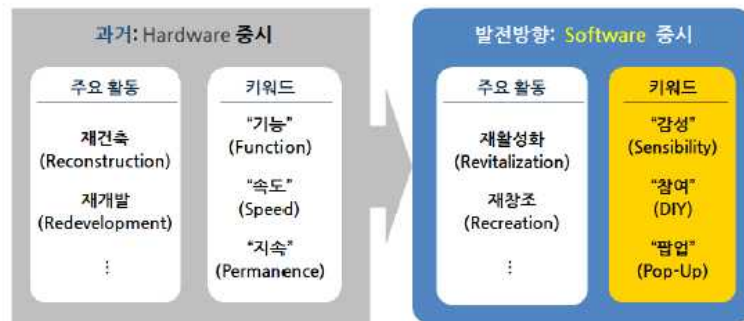 과거: Hardware 중시
주요 활동
재건축
(Reconstruction)
재개발
(Redevelopment)
⋮
키워드
“기능”
(Function)
“속도”
(Speed)
“지속”
(Permanence)
발전방향: Software 중시
주요 활동
재활성화
(Revitalization)
재창조
(Recreation)
⋮
키워드
“감성”
(Sensibility)
“참여”
(DIY)
“팝업”
(Pop-Up)